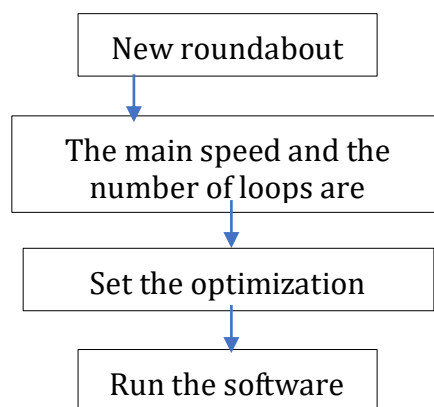 New roundabout
The main speed and the
number of loops are
Set the optimization
Run the software